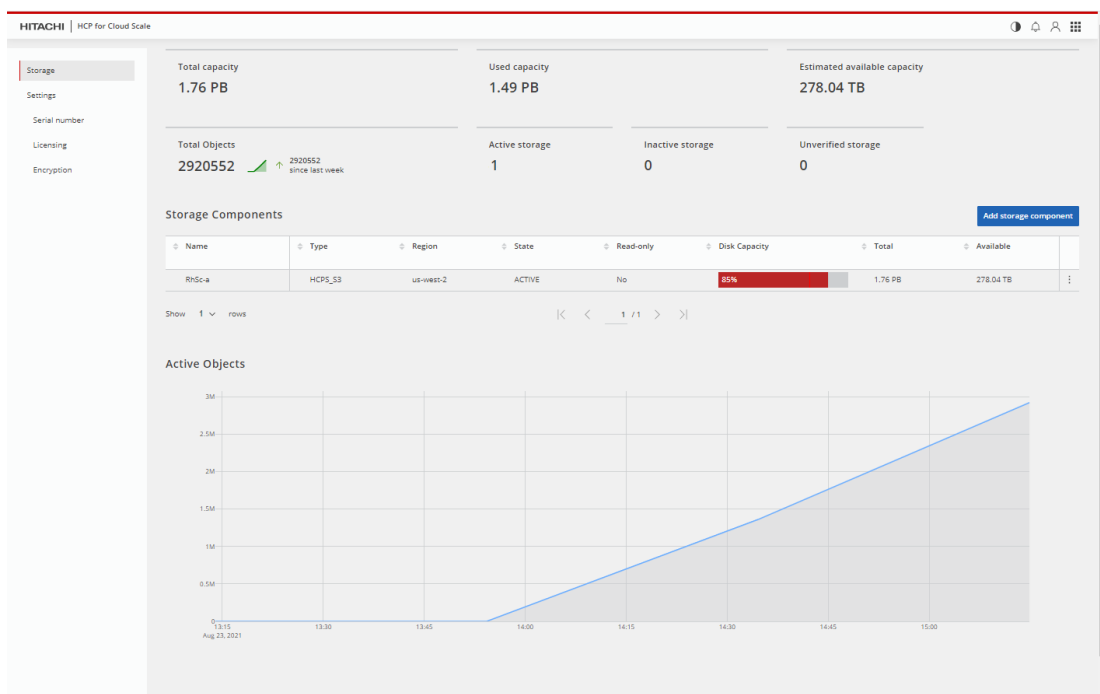 HITACHI HCP for Cloud Scale
Storage
Settings
Serial number
Licensing
Encryption
Total capacity
1.76 PB
Used capacity
1.49 PB
Estimated available capacity
278.04 TB
Total Objects
2920552
2920552
since last week
Active storage
1
Inactive storage
0
Unverified storage
0
Storage Components
Add storage component
Name Type Region State Read-only Disk Capacity Total Available
RhSc-a HCPS_S3 us-west-2 ACTIVE No 85% 1.76 PB 278.04 TB
Show 1 rows
1 / 1
Active Objects
3M
2.5M
2M
1.5M
1M
0.5M
0
13:15 13:30 13:45 14:00 14:15 14:30 14:45 15:00
Aug 23, 2021